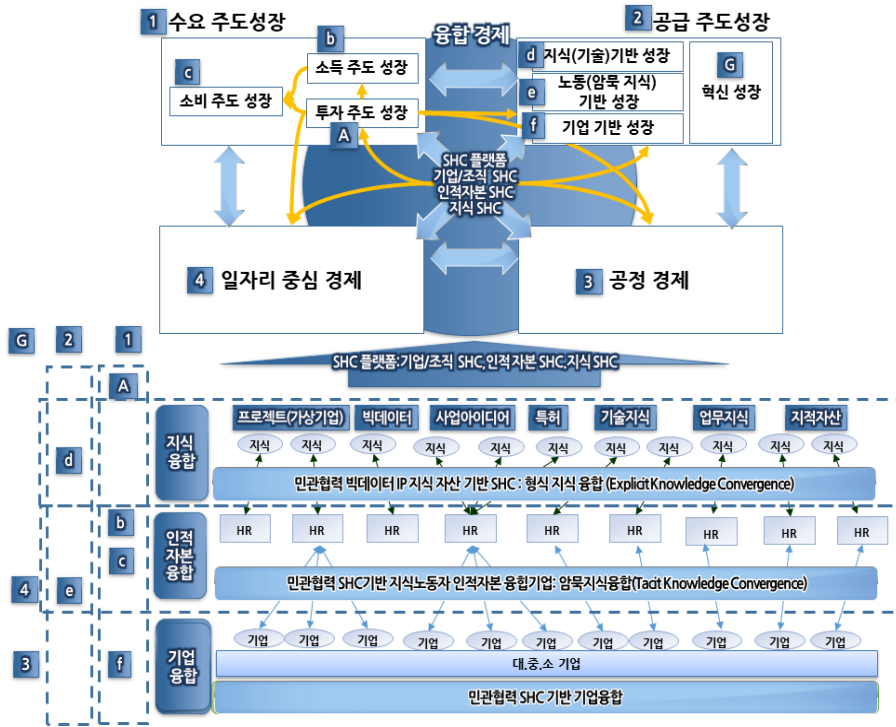 1 수요 주도성장
융합 경제
2 공급 주도성장
b
소득 주도 성장
c
소비 주도 성장
투자 주도 성장
A
d 지식(기술)기반 성장
e 노동(암묵 지식)
기반 성장
f 기업 기반 성장
G
혁신 성장
SHC 플랫폼
기업/조직 SHC
인적자본 SHC
지식 SHC
4 일자리 중심 경제
3 공정 경제
SHC 플랫폼:기업/조직 SHC,인적자본 SHC,지식 SHC
G 2 1
A
d
b
c
4 e
3 f
지식
융합
프로젝트(가상기업) 빅데이터 사업아이디어 특허 기술지식 업무지식 지적자산
지식 지식 지식 지식 지식 지식 지식 지식 지식 지식 지식
민관협력 빅데이터 IP 지식 자산 기반 SHC : 형식 지식 융합 (Explicit Knowledge Convergence)
인적
자본
융합
HR HR HR HR HR HR HR HR HR
민관협력 SHC기반 지식노동자 인적자본 융합기업: 암묵지식융합(Tacit Knowledge Convergence)
기업
융합
기업 기업 기업 기업 기업 기업 기업 기업 기업 기업 기업
대.중.소 기업
민관협력 SHC 기반 기업융합